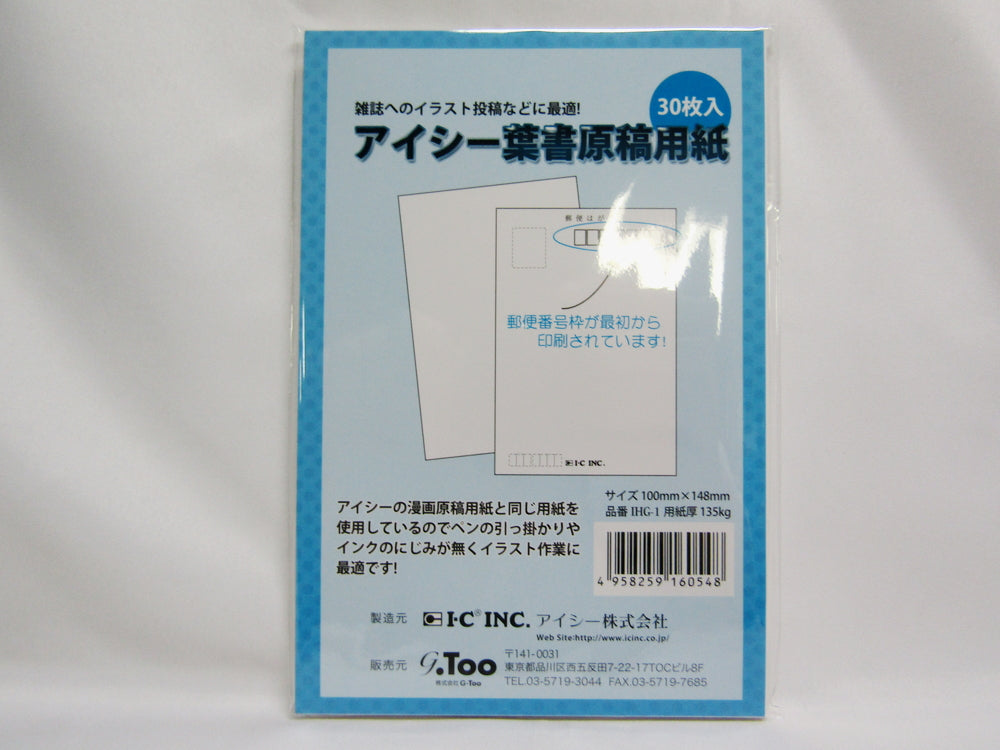 雑誌へのイラスト投稿などに最適!
30枚入
アイシー葉書原稿用紙
郵便は
郵便番号枠が最初から
印刷されています!
I·C INC.
サイズ 100mm×148mm
品番 IHG-1 用紙厚 135kg
アイシーの漫画原稿用紙と同じ用紙を
使用しているのでペンの引っ掛かりや
インクのにじみが無くイラスト作業に
最適です!
4 958259 160548
製造元 I·C® INC. アイシー株式会社
Web Site:http://www.icinc.co.jp/
販売元 G.Too 株式会社 G-Too
〒141-0031
東京都品川区西五反田7-22-17TOCビル8F
TEL.03-5719-3044 FAX.03-5719-7685